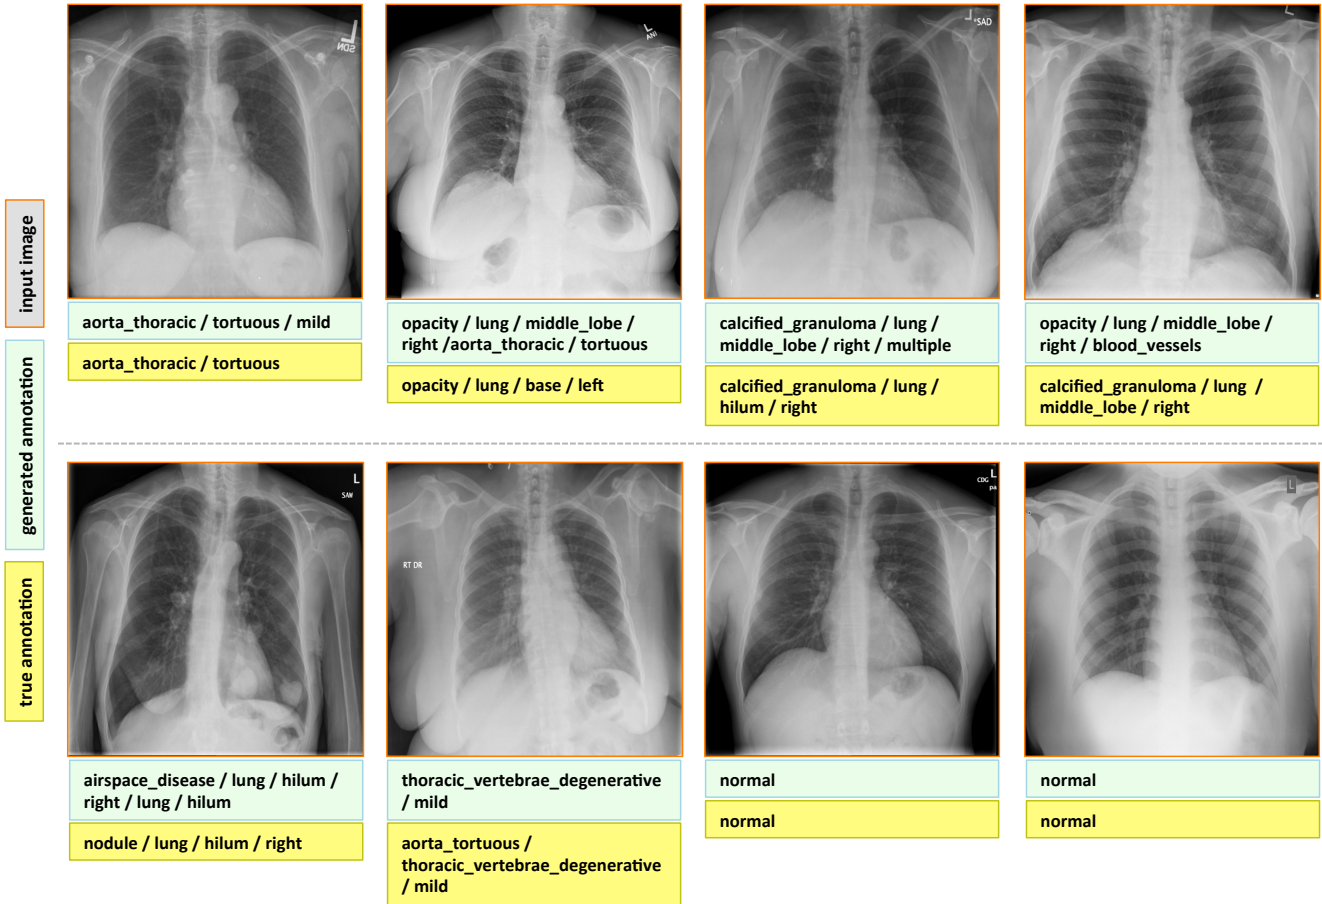 L
SDN
L
ANI
L
*SAD
L
input image
generated annotation
true annotation
aorta_thoracic / tortuous / mild
aorta_thoracic / tortuous
opacity / lung / middle_lobe /
right /aorta_thoracic / tortuous
opacity / lung / base / left
calcified_granuloma / lung /
middle_lobe / right / multiple
calcified_granuloma / lung /
hilum / right
opacity / lung / middle_lobe /
right / blood_vessels
calcified_granuloma / lung /
middle_lobe / right
L
SAW
RT DR
L
CDG
pa
L
airspace_disease / lung / hilum /
right / lung / hilum
nodule / lung / hilum / right
thoracic_vertebrae_degenerative
/ mild
aorta_tortuous /
thoracic_vertebrae_degenerative
/ mild
normal
normal
normal
normal